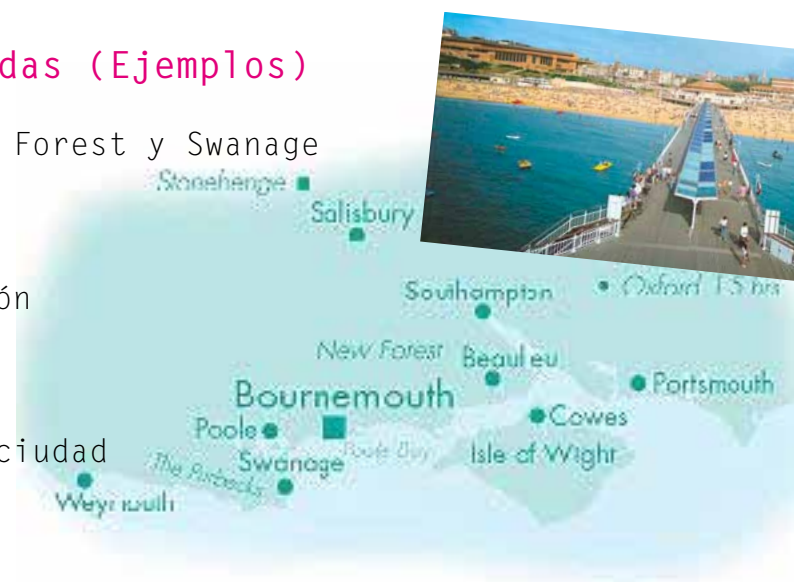 das (Ejemplos)
Forest y Swanage
Stonehenge
Salisbury
ón
Southampton
Oxford 1.5 hrs
New Forest
Beaulieu
Portsmouth
Bournemouth
Cowes
Poole
ciudad
The Purbecks
Swanage
Poole Bay
Isle of Wight
Weymouth